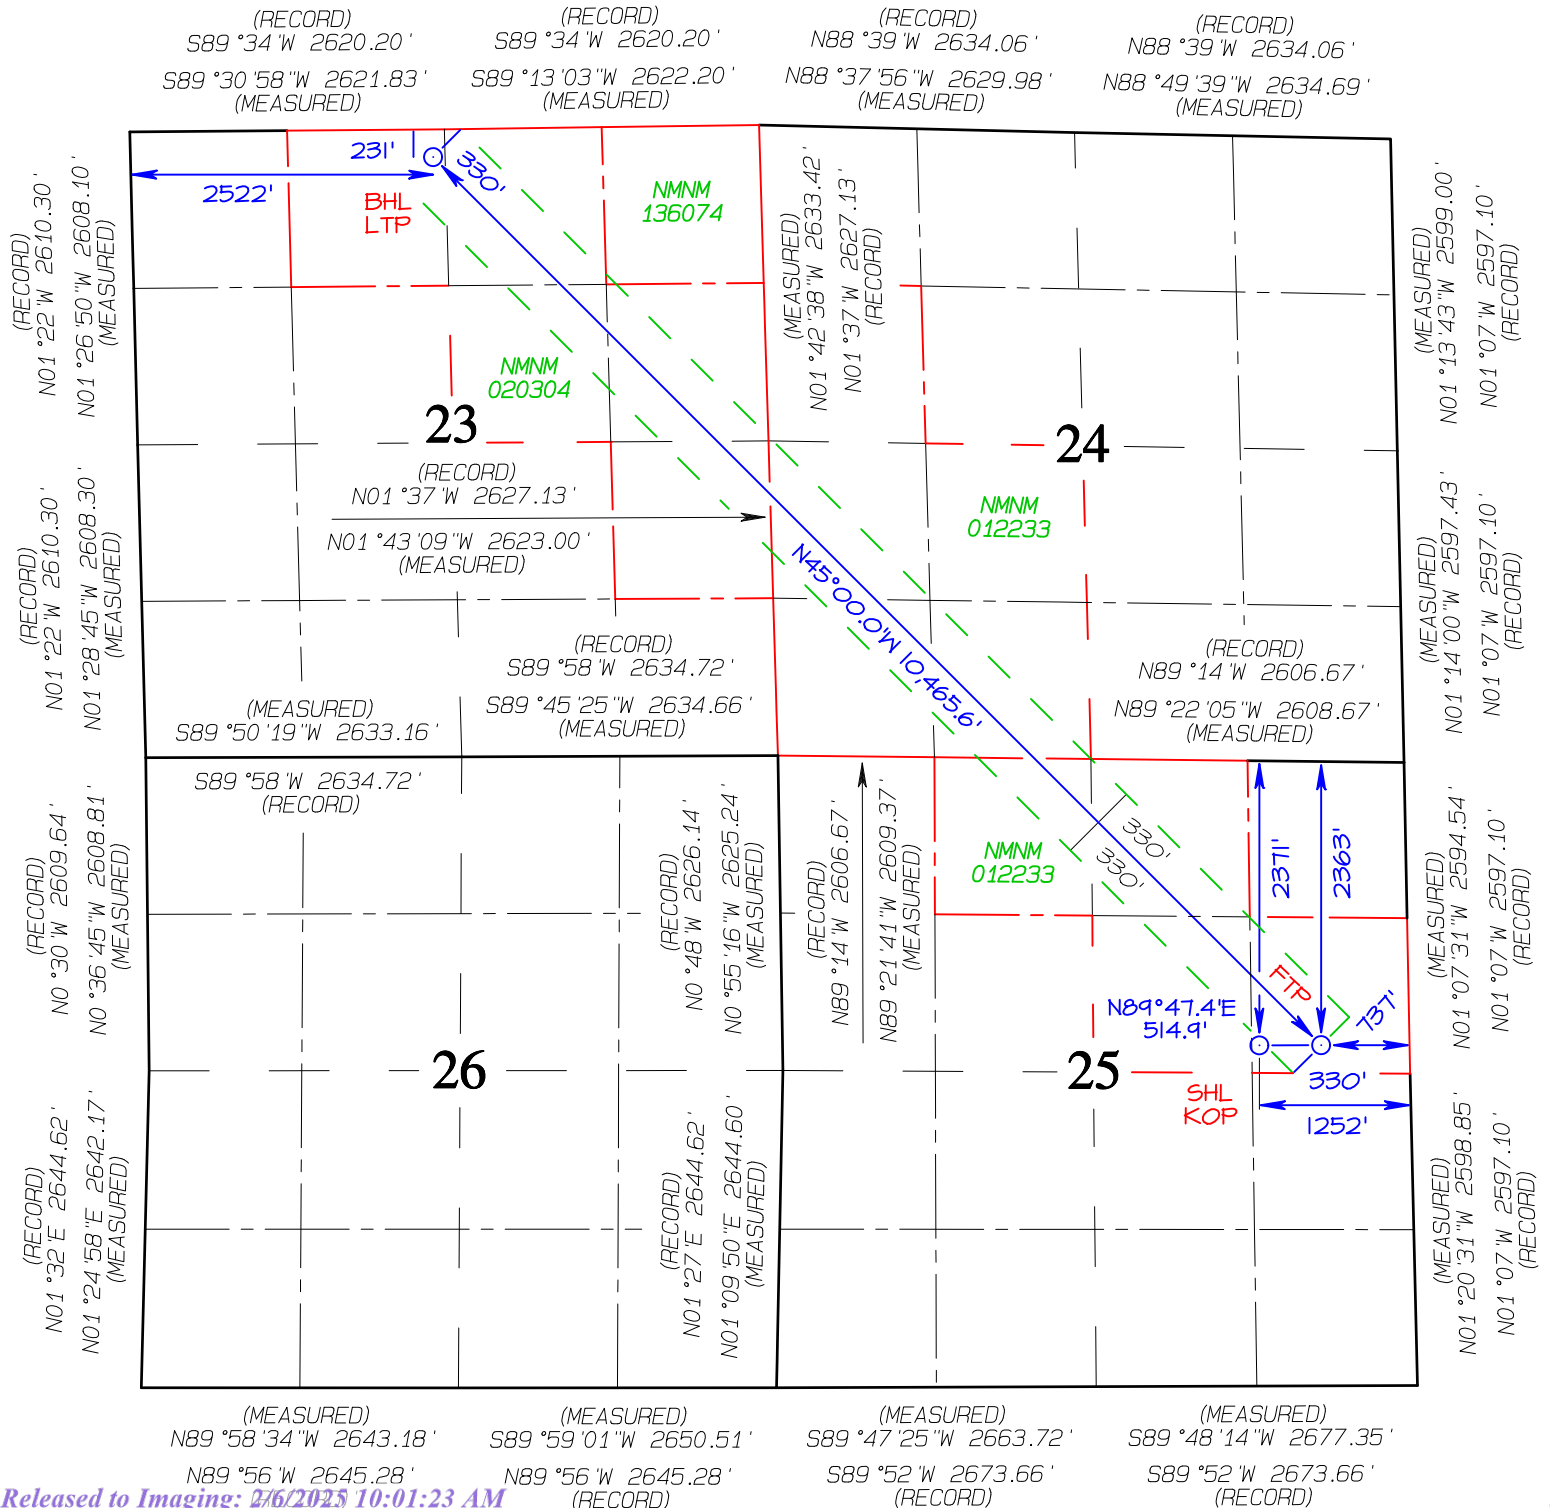 (RECORD)
S89°34'W 2620.20'
S89°30'58"W 2621.83'
(MEASURED)
(RECORD)
S89°34'W 2620.20'
S89°13'03"W 2622.20'
(MEASURED)
(RECORD)
N88°39'W 2634.06'
N88°37'56"W 2629.98'
(MEASURED)
(RECORD)
N88°39'W 2634.06'
N88°49'39"W 2634.69'
(MEASURED)
(RECORD)
N01°22'W 2610.30'
N01°26'50"W 2608.10'
(MEASURED)
231'
2522'
330'
BHL
LTP
NMNM
136074
(MEASURED)
N01°42'38"W 2633.42'
N01°37'W 2627.13'
(RECORD)
(MEASURED)
N01°13'43"W 2599.00'
N01°07'W 2597.10'
(RECORD)
NMNM
020304
23
24
(RECORD)
N01°37'W 2627.13'
N01°43'09"W 2623.00'
(MEASURED)
NMNM
012233
(RECORD)
N01°22'W 2610.30'
N01°28'45"W 2608.30'
(MEASURED)
N45°00.0'W 10,465.6'
(MEASURED)
N01°14'00"W 2597.43'
N01°07'W 2597.10'
(RECORD)
(RECORD)
S89°58'W 2634.72'
S89°45'25"W 2634.66'
(MEASURED)
(RECORD)
N89°14'W 2606.67'
N89°22'05"W 2608.67'
(MEASURED)
(MEASURED)
S89°50'19"W 2633.16'
S89°58'W 2634.72'
(RECORD)
(RECORD)
N0°30'W 2609.64'
N0°36'45"W 2608.81'
(MEASURED)
(RECORD)
N0°48'W 2626.14'
N0°55'16"W 2625.24'
(MEASURED)
(RECORD)
N89°14'W 2606.67'
N89°21'41"W 2609.37'
(MEASURED)
NMNM
012233
330'
330'
2371'
2363'
(MEASURED)
N01°07'31"W 2594.54'
N01°07'W 2597.10'
(RECORD)
FTP
N89°47.4'E
514.9'
737'
26
25
SHL
KOP
330'
1252'
(RECORD)
N01°32'E 2644.62'
N01°24'58"E 2642.17'
(MEASURED)
(RECORD)
N01°27'E 2644.62'
N01°09'50"E 2644.60'
(MEASURED)
(MEASURED)
N01°20'31"W 2598.85'
N01°07'W 2597.10'
(RECORD)
(MEASURED)
N89°58'34"W 2643.18'
N89°56'W 2645.28'
(MEASURED)
S89°59'01"W 2650.51'
N89°56'W 2645.28'
(RECORD)
(MEASURED)
S89°47'25"W 2663.72'
S89°52'W 2673.66'
(RECORD)
(MEASURED)
S89°48'14"W 2677.35'
S89°52'W 2673.66'
(RECORD)
Released to Imaging: 2/6/2025 10:01:23 AM